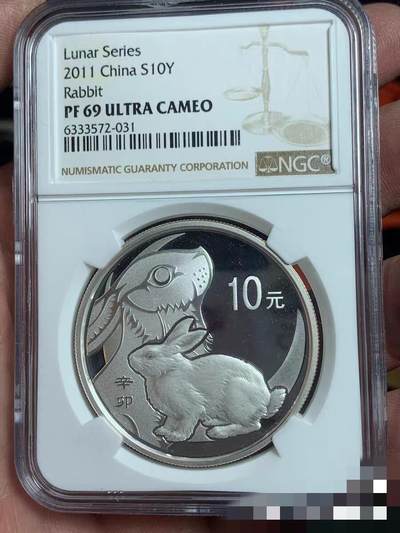 Lunar Series
2011 China S10Y
Rabbit
PF 69 ULTRA CAMEO
6333572-031
NUMISMATIC GUARANTY CORPORATION
NGC®
10元
辛
卯